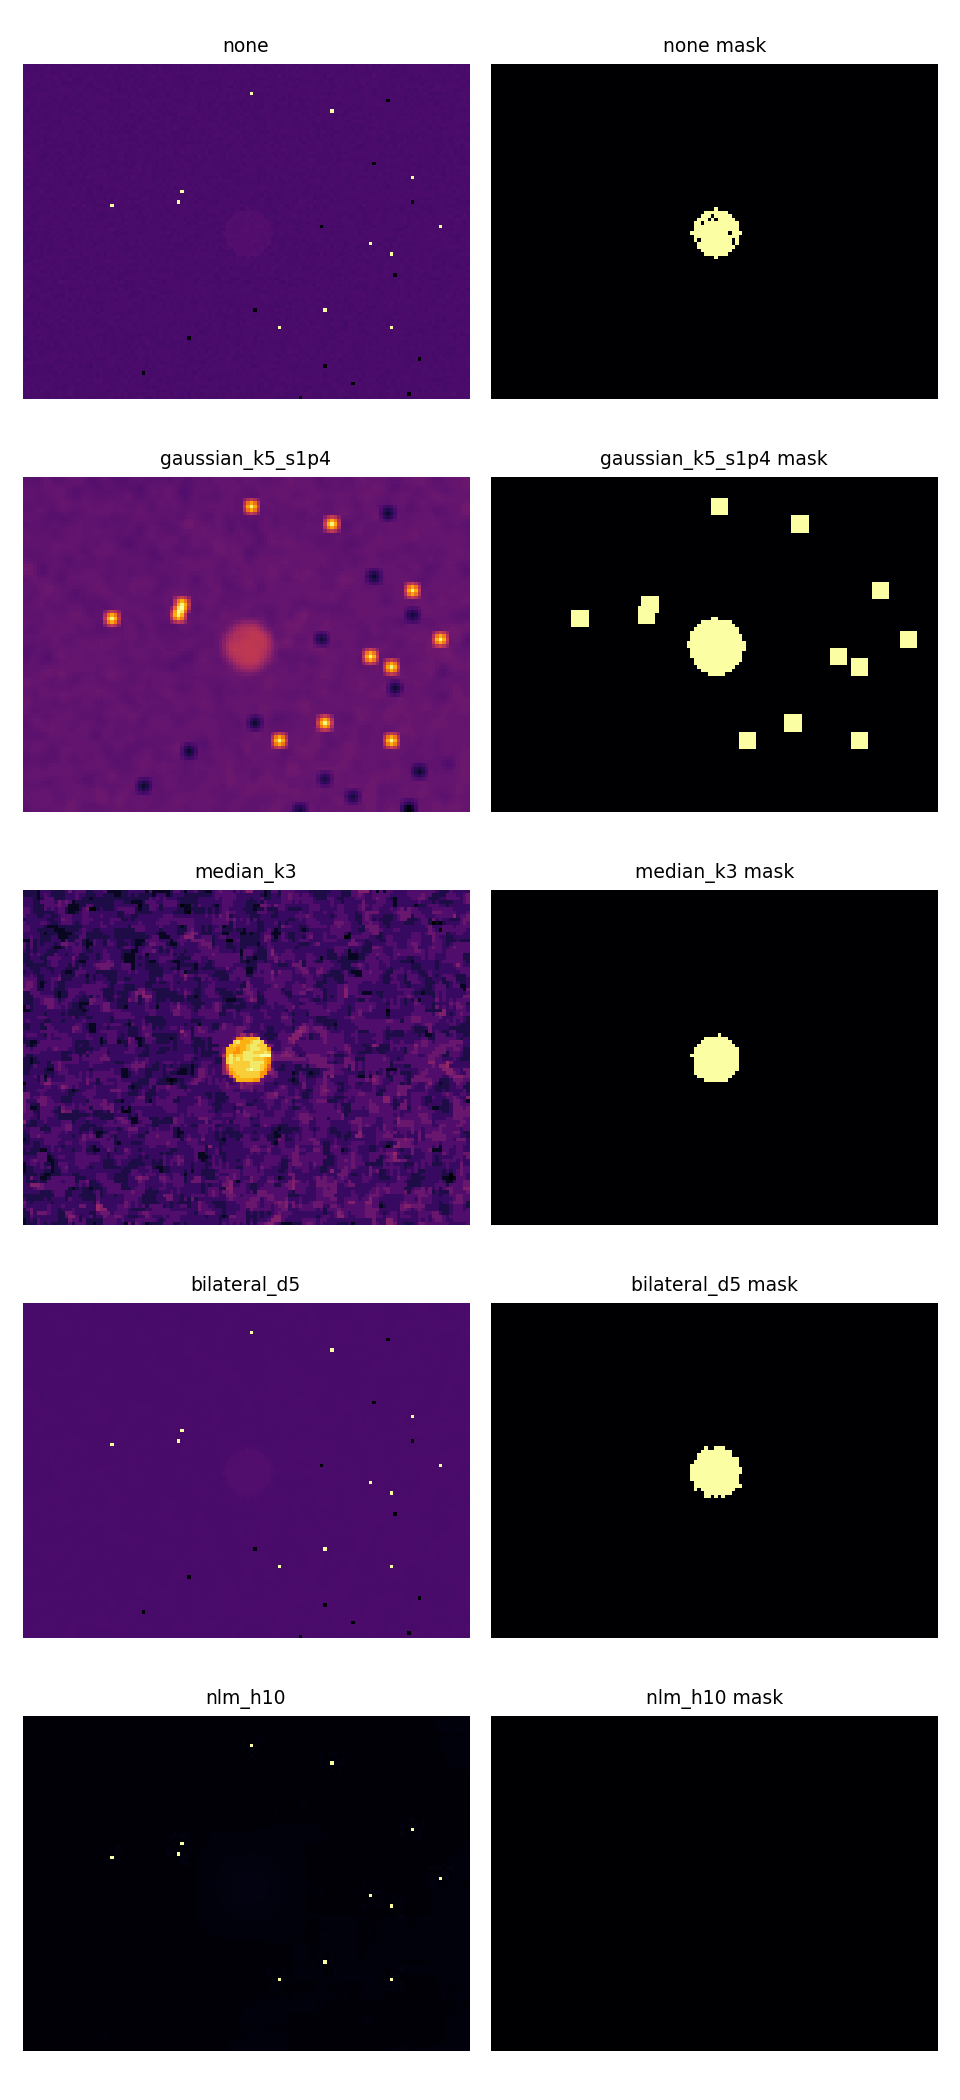 none
none mask
gaussian_k5_s1p4
gaussian_k5_s1p4 mask
median_k3
median_k3 mask
bilateral_d5
bilateral_d5 mask
nlm_h10
nlm_h10 mask